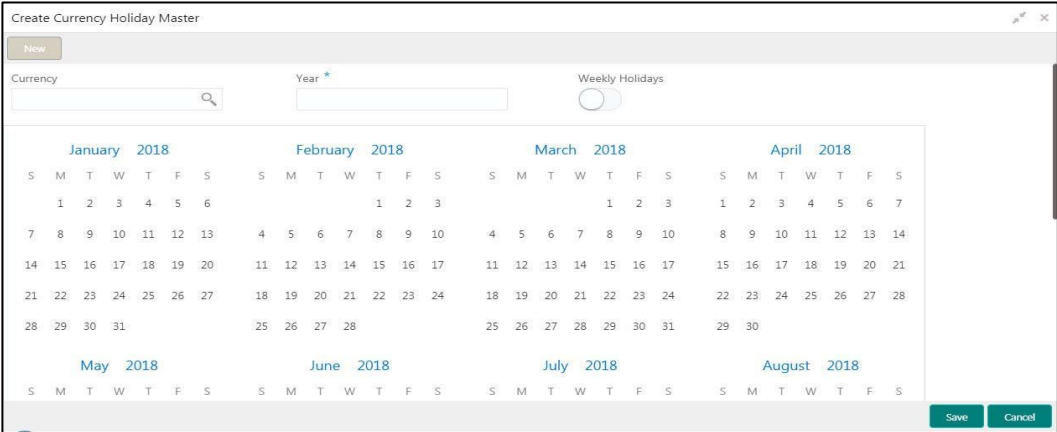 Create Currency Holiday Master
New
Currency Year * Weekly Holidays
January 2018 February 2018 March 2018 April 2018
S M T W T F S S M T W T F S S M T W T F S S M T W T F S
1 2 3 4 5 6 1 2 3 1 2 3 1 2 3 4 5 6 7
7 8 9 10 11 12 13 4 5 6 7 8 9 10 4 5 6 7 8 9 10 8 9 10 11 12 13 14
14 15 16 17 18 19 20 11 12 13 14 15 16 17 11 12 13 14 15 16 17 15 16 17 18 19 20 21
21 22 23 24 25 26 27 18 19 20 21 22 23 24 18 19 20 21 22 23 24 22 23 24 25 26 27 28
28 29 30 31 25 26 27 28 25 26 27 28 29 30 31 29 30
May 2018 June 2018 July 2018 August 2018
S M T W T F S S M T W T F S S M T W T F S S M T W T F S
Save Cancel